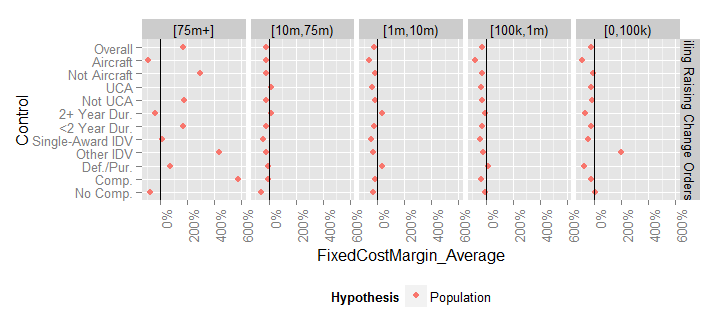 [75m+] [10m,75m) [1m,10m) [100k,1m) [0,100k)
Overall
Aircraft
Not Aircraft
UCA
Not UCA
2+ Year Dur.
<2 Year Dur.
Single-Award IDV
Other IDV
Def./Pur.
Comp.
No Comp.
Control
Raising Change Orders
0% 200% 400% 600% 0% 200% 400% 600% 0% 200% 400% 600% 0% 200% 400% 600% 0% 200% 400% 600%
FixedCostMargin_Average
Hypothesis Population